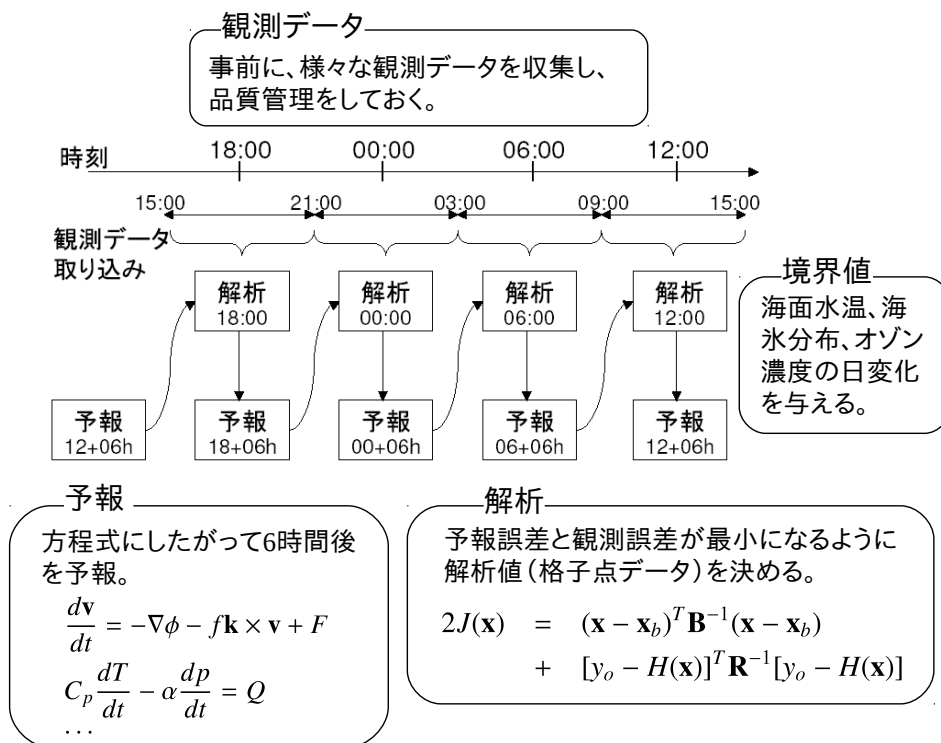 観測データ
事前に、様々な観測データを収集し、
品質管理をしておく。
時刻 18:00 00:00 06:00 12:00
15:00 21:00 03:00 09:00 15:00
観測データ
取り込み
解析
18:00
解析
00:00
解析
06:00
解析
12:00
境界値
海面水温、海
氷分布、オゾン
濃度の日変化
を与える。
予報
12+06h
予報
18+06h
予報
00+06h
予報
06+06h
予報
12+06h
予報
方程式にしたがって6時間後
を予報。
d𝐯/dt = −∇ϕ − f𝐤 × 𝐯 + F
C_p dT/dt − α dp/dt = Q
⋯
解析
予報誤差と観測誤差が最小になるように
解析値(格子点データ)を決める。
2J(𝐱) = (𝐱 − 𝐱_b)^T 𝐁^{−1}(𝐱 − 𝐱_b)
+ [y_o − H(𝐱)]^T 𝐑^{−1}[y_o − H(𝐱)]